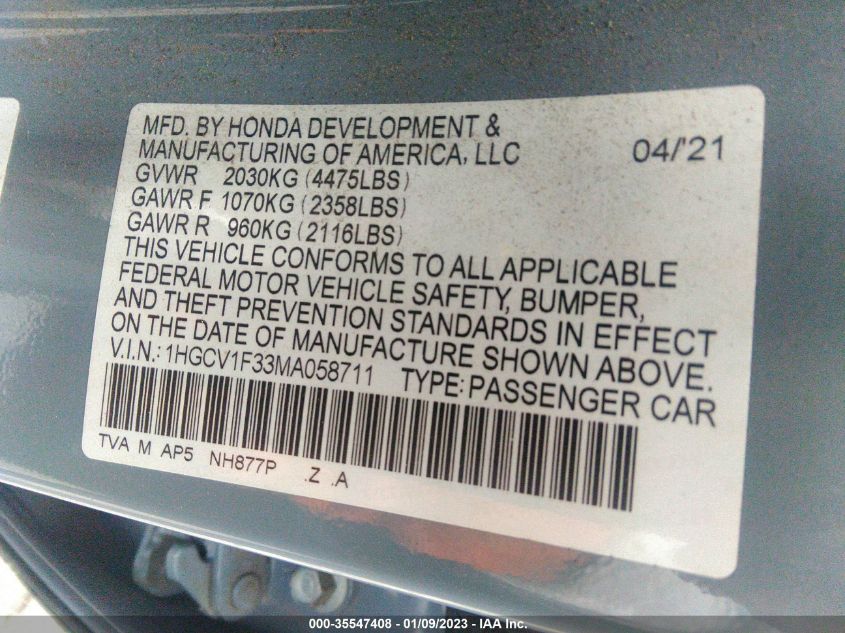 MFD. BY HONDA DEVELOPMENT &
MANUFACTURING OF AMERICA, LLC 04/'21
GVWR 2030KG (4475LBS)
GAWR F 1070KG (2358LBS)
GAWR R 960KG (2116LBS)
THIS VEHICLE CONFORMS TO ALL APPLICABLE
FEDERAL MOTOR VEHICLE SAFETY, BUMPER,
AND THEFT PREVENTION STANDARDS IN EFFECT
ON THE DATE OF MANUFACTURE SHOWN ABOVE.
V.I.N.: 1HGCV1F33MA058711 TYPE: PASSENGER CAR
TVA M AP5 NH877P .Z .A
000-35547408 - 01/09/2023 - IAA Inc.